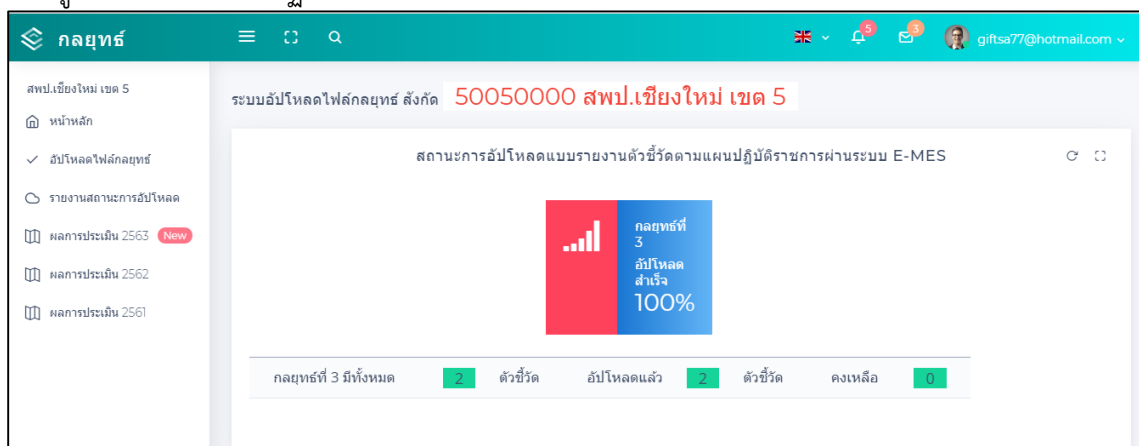 กลยุทธ์
5
3
giftsa77@hotmail.com
สพป.เชียงใหม่ เขต 5
หน้าหลัก
อัปโหลดไฟล์กลยุทธ์
รายงานสถานะการอัปโหลด
ผลการประเมิน 2563 New
ผลการประเมิน 2562
ผลการประเมิน 2561
ระบบอัปโหลดไฟล์กลยุทธ์ สังกัด 50050000 สพป.เชียงใหม่ เขต 5
สถานะการอัปโหลดแบบรายงานตัวชี้วัดตามแผนปฏิบัติราชการผ่านระบบ E-MES
กลยุทธ์ที่
3
อัปโหลด
สำเร็จ
100%
กลยุทธ์ที่ 3 มีทั้งหมด 2 ตัวชี้วัด อัปโหลดแล้ว 2 ตัวชี้วัด คงเหลือ 0